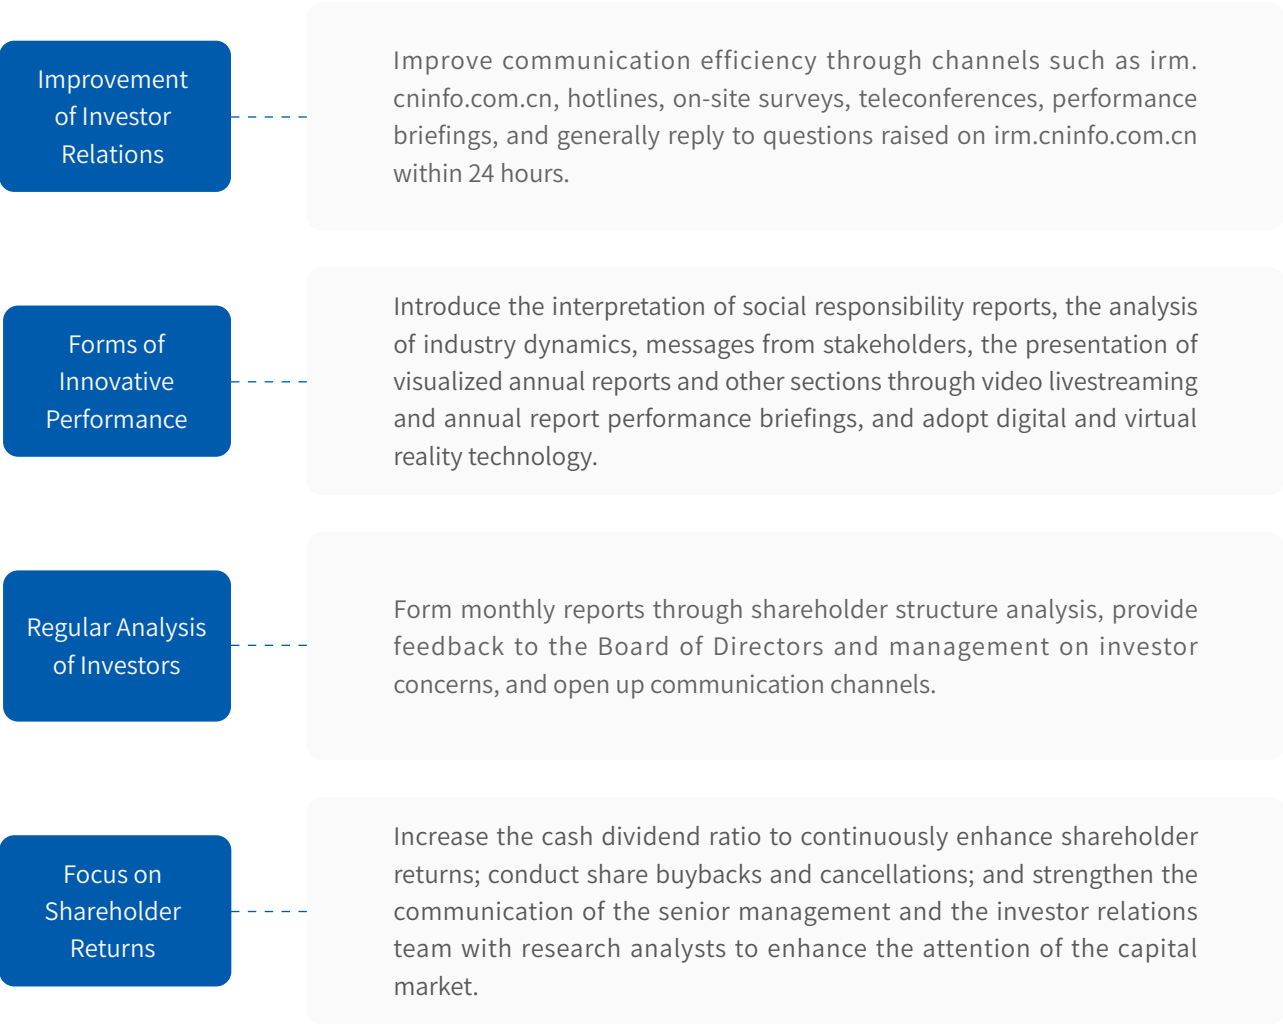 Improvement
of Investor
Relations
Improve communication efficiency through channels such as irm.
cninfo.com.cn, hotlines, on-site surveys, teleconferences, performance
briefings, and generally reply to questions raised on irm.cninfo.com.cn
within 24 hours.
Forms of
Innovative
Performance
Introduce the interpretation of social responsibility reports, the analysis
of industry dynamics, messages from stakeholders, the presentation of
visualized annual reports and other sections through video livestreaming
and annual report performance briefings, and adopt digital and virtual
reality technology.
Regular Analysis
of Investors
Form monthly reports through shareholder structure analysis, provide
feedback to the Board of Directors and management on investor
concerns, and open up communication channels.
Focus on
Shareholder
Returns
Increase the cash dividend ratio to continuously enhance shareholder
returns; conduct share buybacks and cancellations; and strengthen the
communication of the senior management and the investor relations
team with research analysts to enhance the attention of the capital
market.